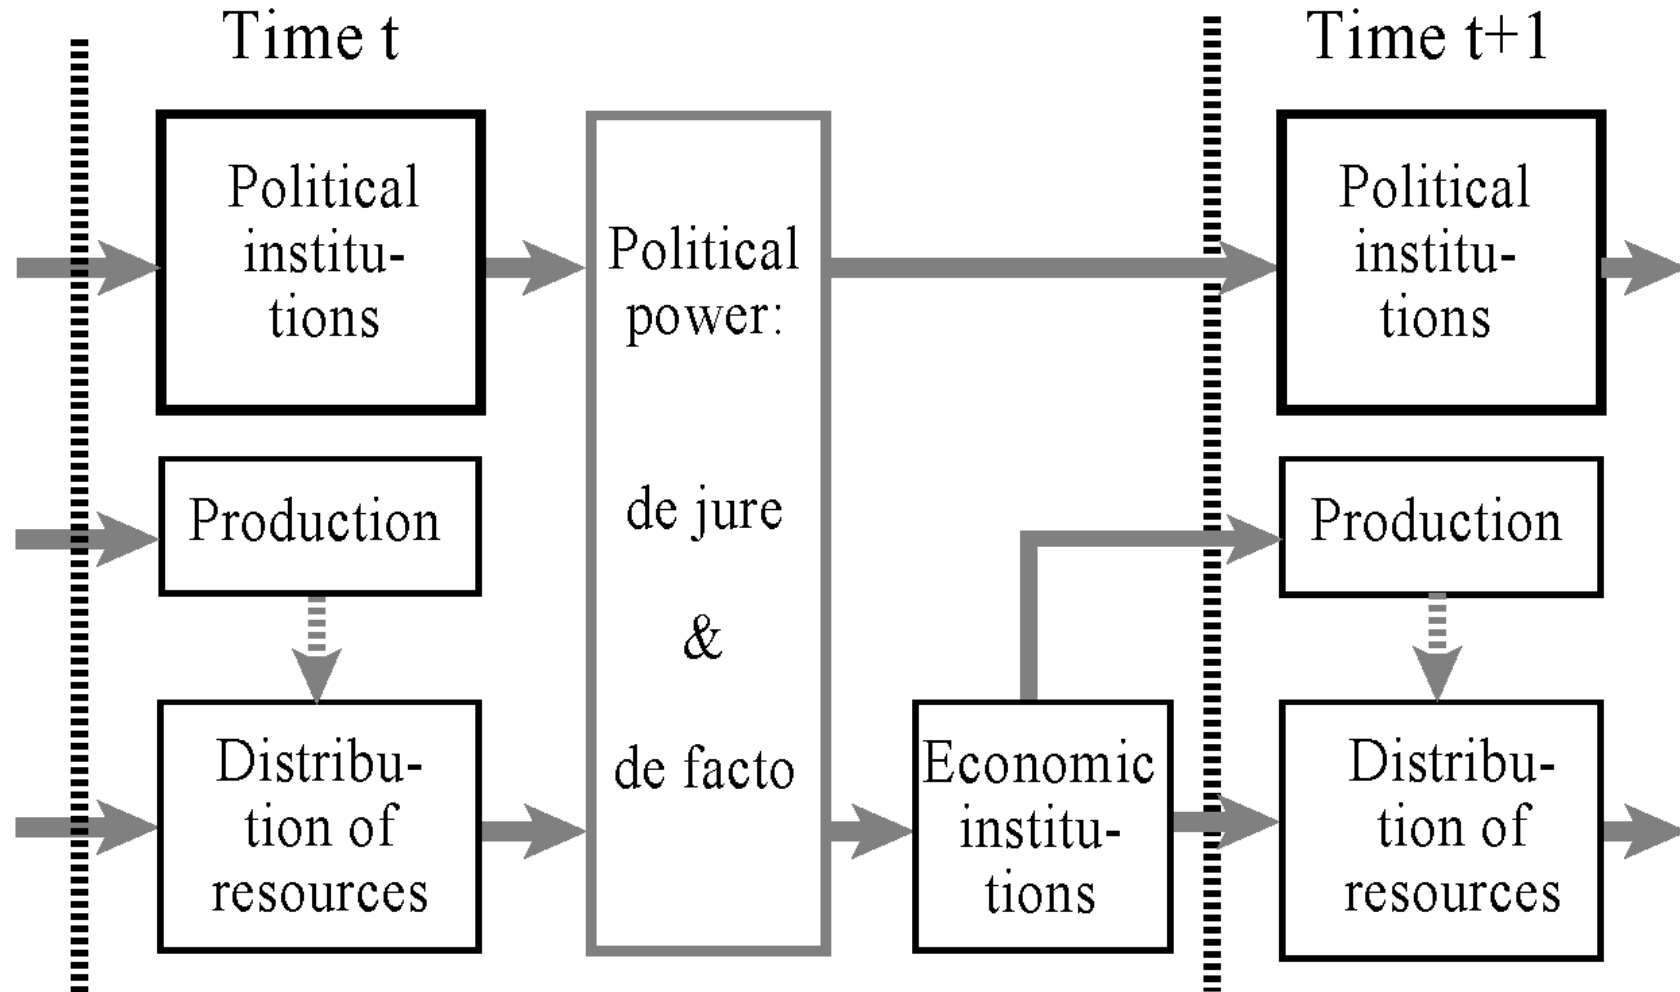 Time t
Time t+1
Political
institu-
tions
Political
power:
de jure
&
de facto
Political
institu-
tions
Production
Production
Distribu-
tion of
resources
Economic
institu-
tions
Distribu-
tion of
resources